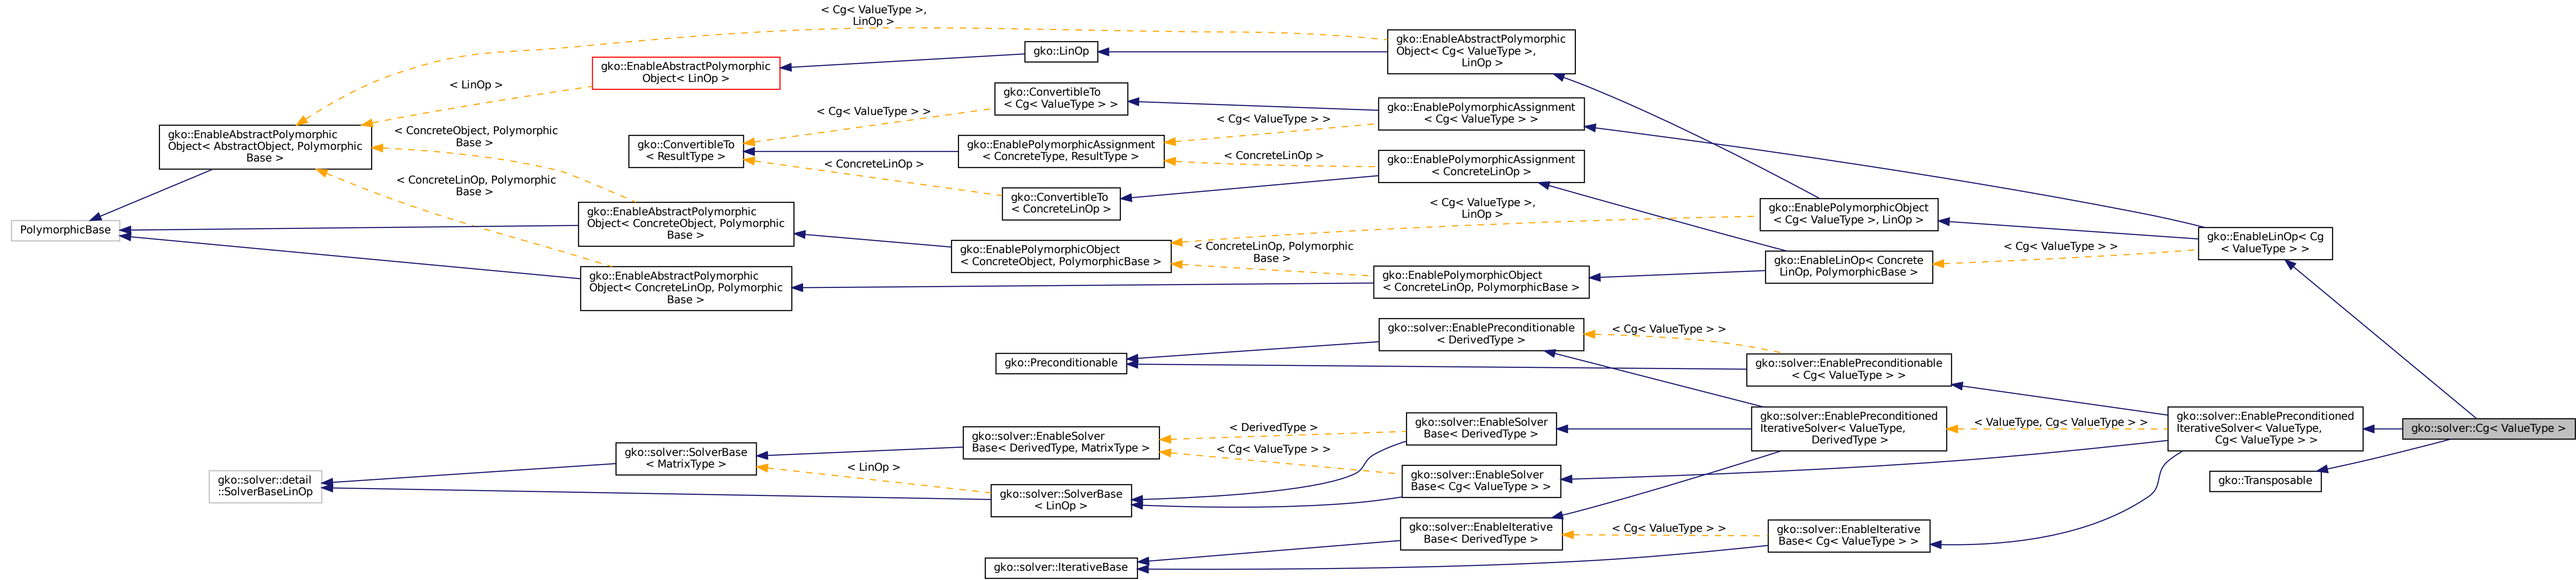 < Cg< ValueType >,
LinOp >
gko::EnableAbstractPolymorphic
Object< Cg< ValueType >,
LinOp >
gko::LinOp
gko::EnableAbstractPolymorphic
Object< LinOp >
< LinOp >
gko::ConvertibleTo
< Cg< ValueType > >
gko::EnablePolymorphicAssignment
< Cg< ValueType > >
< Cg< ValueType > >
< Cg< ValueType > >
gko::EnableAbstractPolymorphic
Object< AbstractObject, Polymorphic
Base >
< ConcreteObject, Polymorphic
Base >
gko::ConvertibleTo
< ResultType >
gko::EnablePolymorphicAssignment
< ConcreteType, ResultType >
< ConcreteLinOp >
< ConcreteLinOp >
gko::EnablePolymorphicAssignment
< ConcreteLinOp >
< ConcreteLinOp, Polymorphic
Base >
gko::ConvertibleTo
< ConcreteLinOp >
< Cg< ValueType >,
LinOp >
gko::EnablePolymorphicObject
< Cg< ValueType >, LinOp >
gko::EnableAbstractPolymorphic
Object< ConcreteObject, Polymorphic
Base >
PolymorphicBase
gko::EnableLinOp< Cg
< ValueType > >
< Cg< ValueType > >
gko::EnablePolymorphicObject
< ConcreteObject, PolymorphicBase >
< ConcreteLinOp, Polymorphic
Base >
gko::EnableLinOp< Concrete
LinOp, PolymorphicBase >
gko::EnableAbstractPolymorphic
Object< ConcreteLinOp, Polymorphic
Base >
gko::EnablePolymorphicObject
< ConcreteLinOp, PolymorphicBase >
gko::solver::EnablePreconditionable
< DerivedType >
< Cg< ValueType > >
gko::Preconditionable
gko::solver::EnablePreconditionable
< Cg< ValueType > >
gko::solver::EnableSolver
Base< DerivedType >
gko::solver::EnablePreconditioned
IterativeSolver< ValueType,
DerivedType >
< ValueType, Cg< ValueType > >
gko::solver::EnablePreconditioned
IterativeSolver< ValueType,
Cg< ValueType > >
gko::solver::Cg< ValueType >
< DerivedType >
gko::solver::EnableSolver
Base< DerivedType, MatrixType >
< Cg< ValueType > >
gko::solver::SolverBase
< MatrixType >
< LinOp >
gko::solver::EnableSolver
Base< Cg< ValueType > >
gko::Transposable
gko::solver::detail
::SolverBaseLinOp
gko::solver::SolverBase
< LinOp >
gko::solver::EnableIterative
Base< DerivedType >
< Cg< ValueType > >
gko::solver::EnableIterative
Base< Cg< ValueType > >
gko::solver::IterativeBase